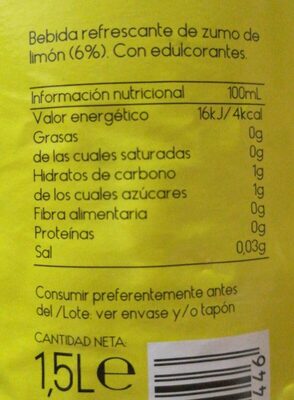 Bebida refrescante de zumo de
limón (6%). Con edulcorantes.
Información nutricional 100mL
Valor energético 16kJ/4kcal
Grasas 0g
de las cuales saturadas 0g
Hidratos de carbono 1g
de los cuales azúcares 1g
Fibra alimentaria 0g
Proteínas 0g
Sal 0,03g
Consumir preferentemente antes
del /Lote: ver envase y/o tapón
CANTIDAD NETA:
1,5L e
446